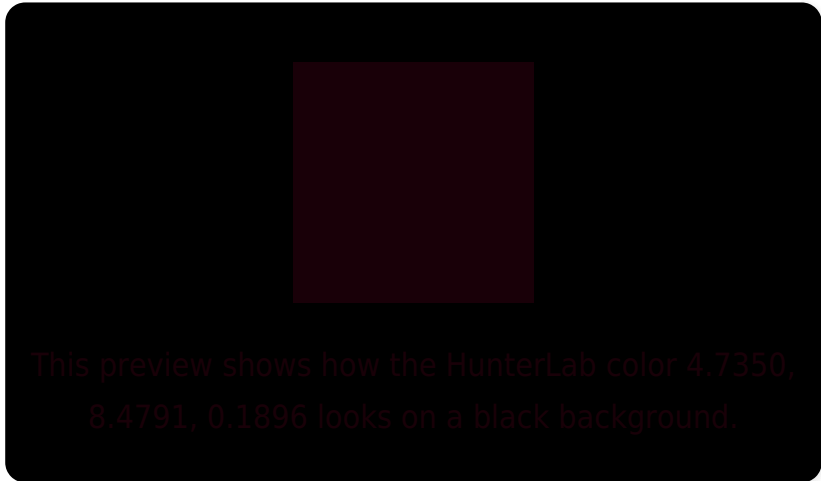 This preview shows how the HunterLab color 4.7350,
8.4791, 0.1896 looks on a black background.